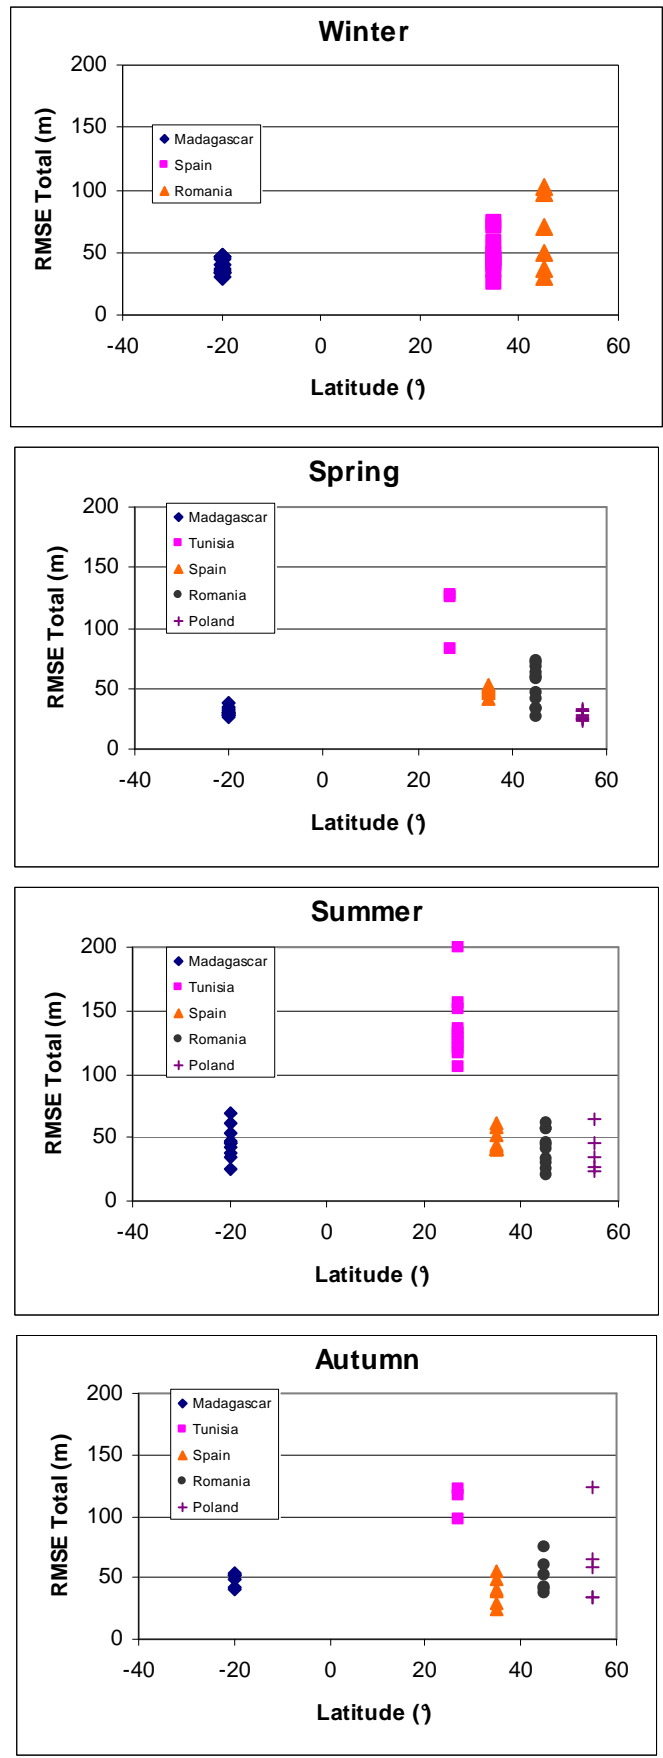 Winter
200
150
100
50
0
RMSE Total (m)
Madagascar
Spain
Romania
-40 -20 0 20 40 60
Latitude (°)
Spring
200
150
100
50
0
RMSE Total (m)
Madagascar
Tunisia
Spain
Romania
Poland
-40 -20 0 20 40 60
Latitude (°)
Summer
200
150
100
50
0
RMSE Total (m)
Madagascar
Tunisia
Spain
Romania
Poland
-40 -20 0 20 40 60
Latitude (°)
Autumn
200
150
100
50
0
RMSE Total (m)
Madagascar
Tunisia
Spain
Romania
Poland
-40 -20 0 20 40 60
Latitude (°)